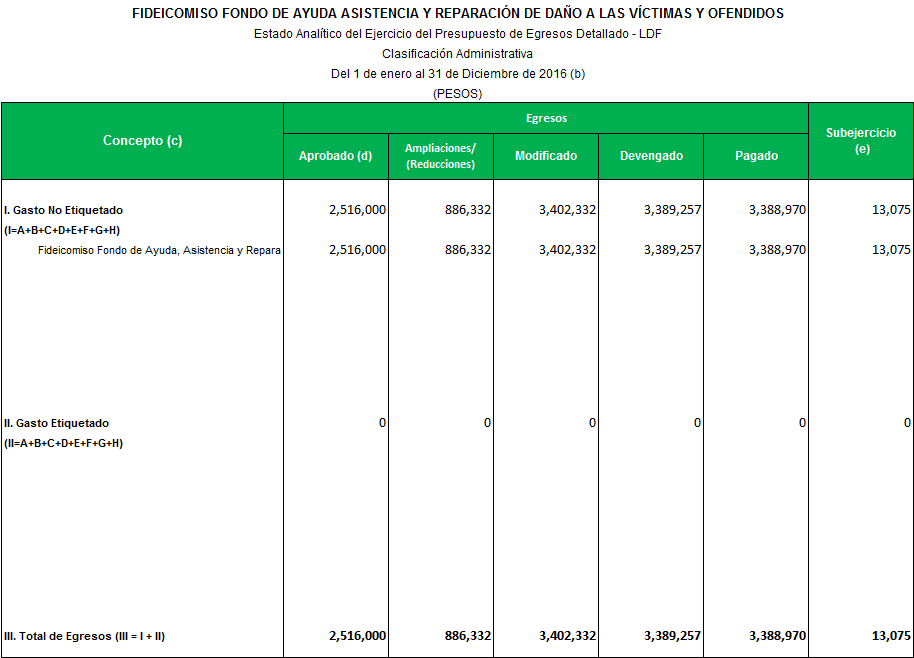 FIDEICOMISO FONDO DE AYUDA ASISTENCIA Y REPARACIÓN DE DAÑO A LAS VÍCTIMAS Y OFENDIDOS
Estado Analítico del Ejercicio del Presupuesto de Egresos Detallado - LDF
Clasificación Administrativa
Del 1 de enero al 31 de Diciembre de 2016 (b)
(PESOS)
Concepto (c)
Egresos
Subejercicio (e)
Aprobado (d)
Ampliaciones/ (Reducciones)
Modificado
Devengado
Pagado
I. Gasto No Etiquetado 2,516,000 886,332 3,402,332 3,389,257 3,388,970 13,075
(I=A+B+C+D+E+F+G+H)
Fideicomiso Fondo de Ayuda, Asistencia y Repara 2,516,000 886,332 3,402,332 3,389,257 3,388,970 13,075
II. Gasto Etiquetado 0 0 0 0 0 0
(II=A+B+C+D+E+F+G+H)
III. Total de Egresos (III = I + II) 2,516,000 886,332 3,402,332 3,389,257 3,388,970 13,075